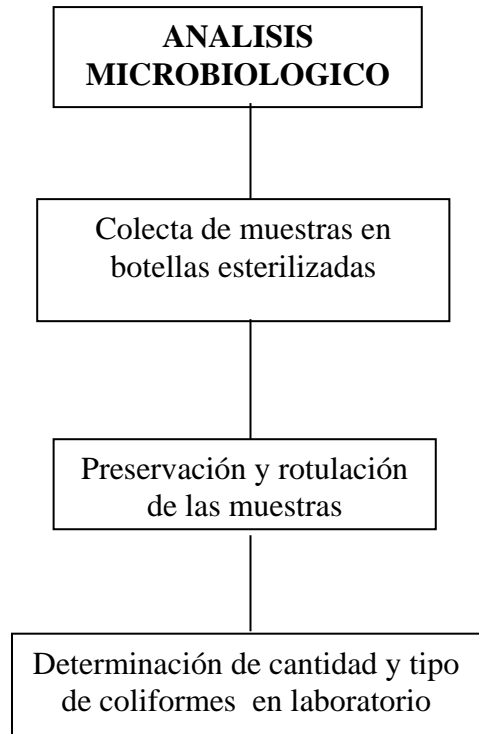 ANALISIS
MICROBIOLOGICO
Colecta de muestras en
botellas esterilizadas
Preservación y rotulación
de las muestras
Determinación de cantidad y tipo
de coliformes en laboratorio